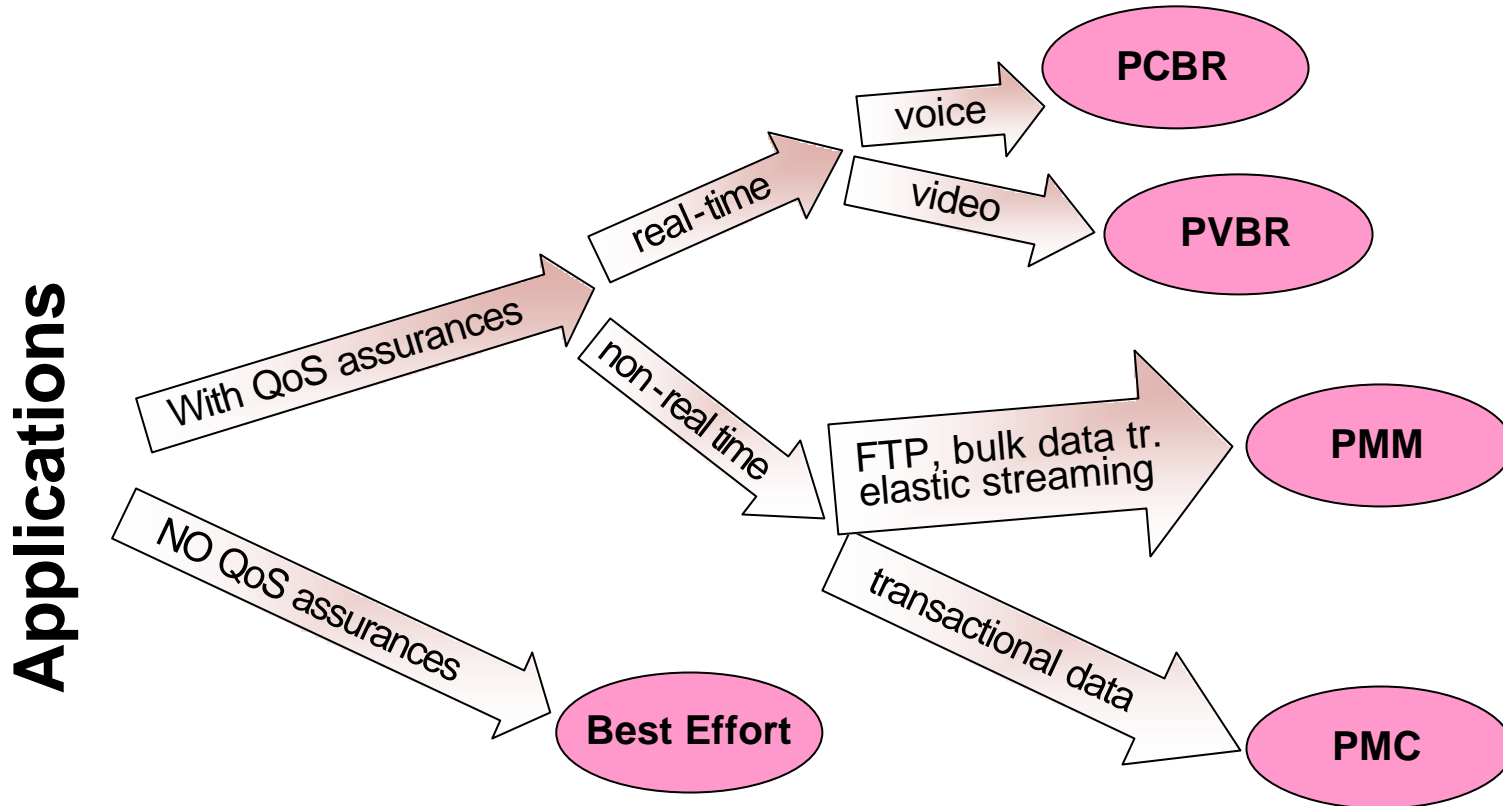 Applications
With QoS assurances
real-time
voice
PCBR
video
PVBR
non-real time
FTP, bulk data tr.
elastic streaming
PMM
transactional data
PMC
NO QoS assurances
Best Effort